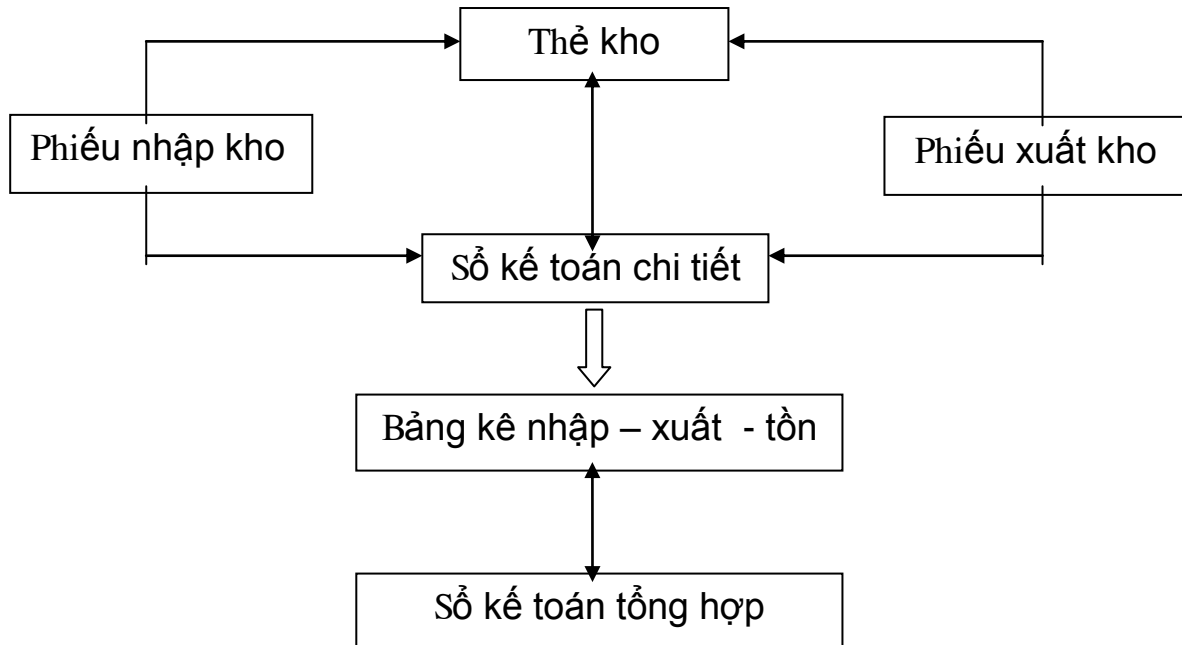 Thẻ kho
Phiếu nhập kho
Phiếu xuất kho
Sổ kế toán chi tiết
Bảng kê nhập – xuất - tồn
Sổ kế toán tổng hợp